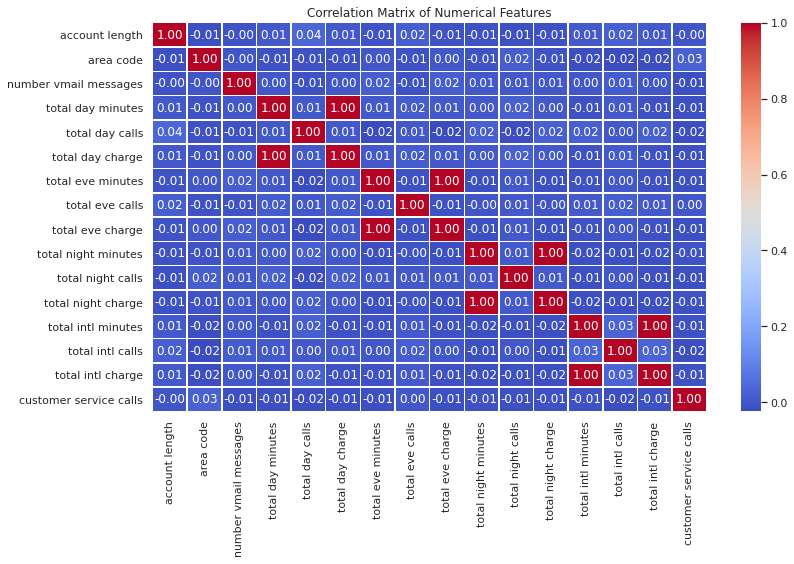 Correlation Matrix of Numerical Features
account length 1.00 -0.01 -0.00 0.01 0.04 0.01 -0.01 0.02 -0.01 -0.01 -0.01 -0.01 0.01 0.02 0.01 -0.00
area code -0.01 1.00 -0.00 -0.01 -0.01 -0.01 0.00 -0.01 0.00 -0.01 0.02 -0.01 -0.02 -0.02 -0.02 0.03
number vmail messages -0.00 -0.00 1.00 0.00 -0.01 0.00 0.02 -0.01 0.02 0.01 0.01 0.01 0.00 0.01 0.00 -0.01
total day minutes 0.01 -0.01 0.00 1.00 0.01 1.00 0.01 0.02 0.01 0.00 0.02 0.00 -0.01 0.01 -0.01 -0.01
total day calls 0.04 -0.01 -0.01 0.01 1.00 0.01 -0.02 0.01 -0.02 0.02 -0.02 0.02 0.02 0.00 0.02 -0.02
total day charge 0.01 -0.01 0.00 1.00 0.01 1.00 0.01 0.02 0.01 0.00 0.02 0.00 -0.01 0.01 -0.01 -0.01
total eve minutes -0.01 0.00 0.02 0.01 -0.02 0.01 1.00 -0.01 1.00 -0.01 0.01 -0.01 -0.01 0.00 -0.01 -0.01
total eve calls 0.02 -0.01 -0.01 0.02 0.01 0.02 -0.01 1.00 -0.01 -0.00 0.01 -0.00 0.01 0.02 0.01 0.00
total eve charge -0.01 0.00 0.02 0.01 -0.02 0.01 1.00 -0.01 1.00 -0.01 0.01 -0.01 -0.01 0.00 -0.01 -0.01
total night minutes -0.01 -0.01 0.01 0.00 0.02 0.00 -0.01 -0.00 -0.01 1.00 0.01 1.00 -0.02 -0.01 -0.02 -0.01
total night calls -0.01 0.02 0.01 0.02 -0.02 0.02 0.01 0.01 0.01 0.01 1.00 0.01 -0.01 0.00 -0.01 -0.01
total night charge -0.01 -0.01 0.01 0.00 0.02 0.00 -0.01 -0.00 -0.01 1.00 0.01 1.00 -0.02 -0.01 -0.02 -0.01
total intl minutes 0.01 -0.02 0.00 -0.01 0.02 -0.01 -0.01 0.01 -0.01 -0.02 -0.01 -0.02 1.00 0.03 1.00 -0.01
total intl calls 0.02 -0.02 0.01 0.01 0.00 0.01 0.00 0.02 0.00 -0.01 0.00 -0.01 0.03 1.00 0.03 -0.02
total intl charge 0.01 -0.02 0.00 -0.01 0.02 -0.01 -0.01 0.01 -0.01 -0.02 -0.01 -0.02 1.00 0.03 1.00 -0.01
customer service calls -0.00 0.03 -0.01 -0.01 -0.02 -0.01 -0.01 0.00 -0.01 -0.01 -0.01 -0.01 -0.01 -0.02 -0.01 1.00
account length
area code
number vmail messages
total day minutes
total day calls
total day charge
total eve minutes
total eve calls
total eve charge
total night minutes
total night calls
total night charge
total intl minutes
total intl calls
total intl charge
customer service calls
1.0
0.8
0.6
0.4
0.2
0.0